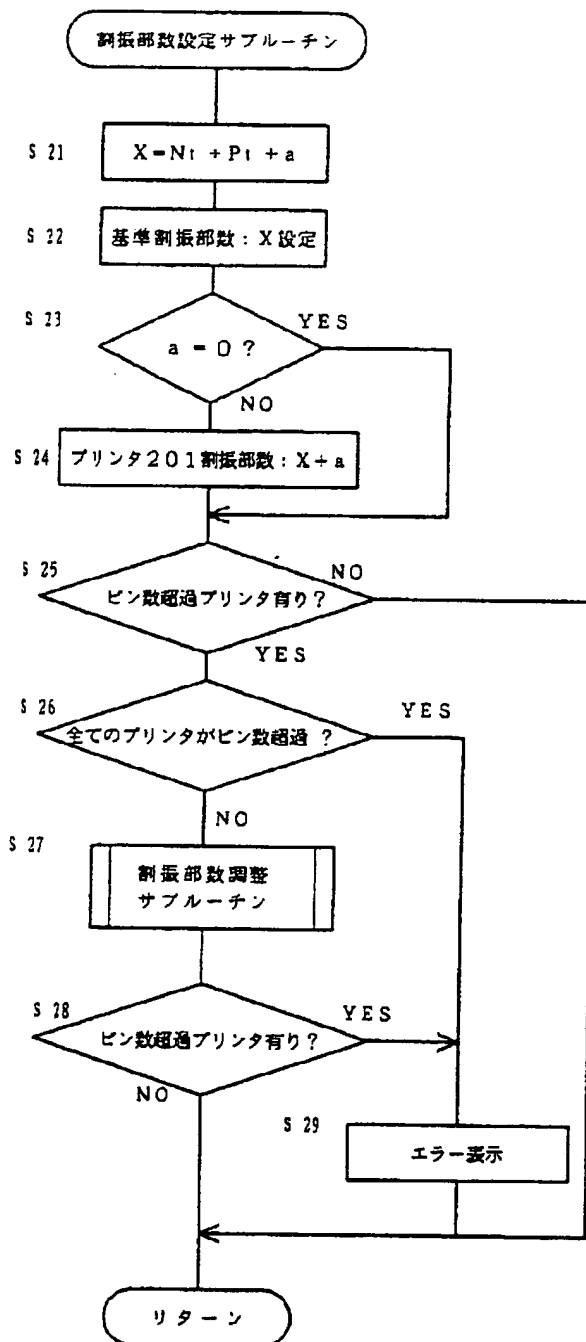 割振部数設定サブルーチン
S 21
X=Nt+Pt+a
S 22
基準割振部数:X設定
S 23
a=0?
YES
NO
S 24
プリンタ201割振部数:X+a
S 25
ビン数超過プリンタ有り?
NO
YES
S 26
全てのプリンタがビン数超過 ?
YES
NO
S 27
割振部数調整
サブルーチン
S 28
ビン数超過プリンタ有り?
YES
NO
S 29
エラー表示
リターン